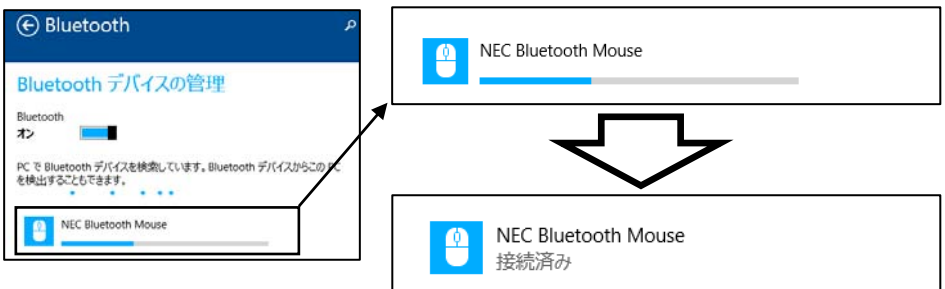 Bluetooth
Bluetooth デバイスの管理
Bluetooth
オン
PC で Bluetooth デバイスを検索しています。Bluetooth デバイスからこの PC
を検出することもできます。
NEC Bluetooth Mouse
NEC Bluetooth Mouse
NEC Bluetooth Mouse
接続済み